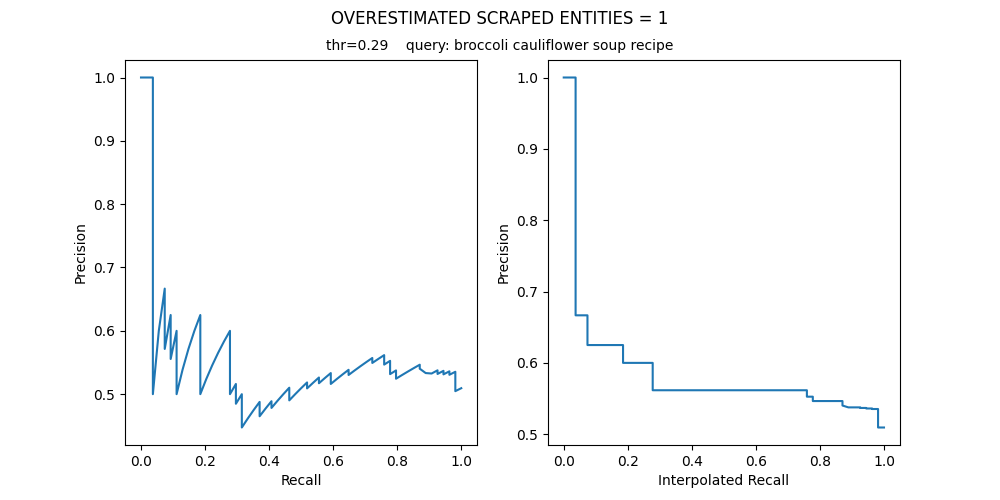 OVERESTIMATED SCRAPED ENTITIES = 1
thr=0.29    query: broccoli cauliflower soup recipe
1.0
0.9
0.8
0.7
0.6
0.5
Precision
0.0 0.2 0.4 0.6 0.8 1.0
Recall
1.0
0.9
0.8
0.7
0.6
0.5
Precision
0.0 0.2 0.4 0.6 0.8 1.0
Interpolated Recall